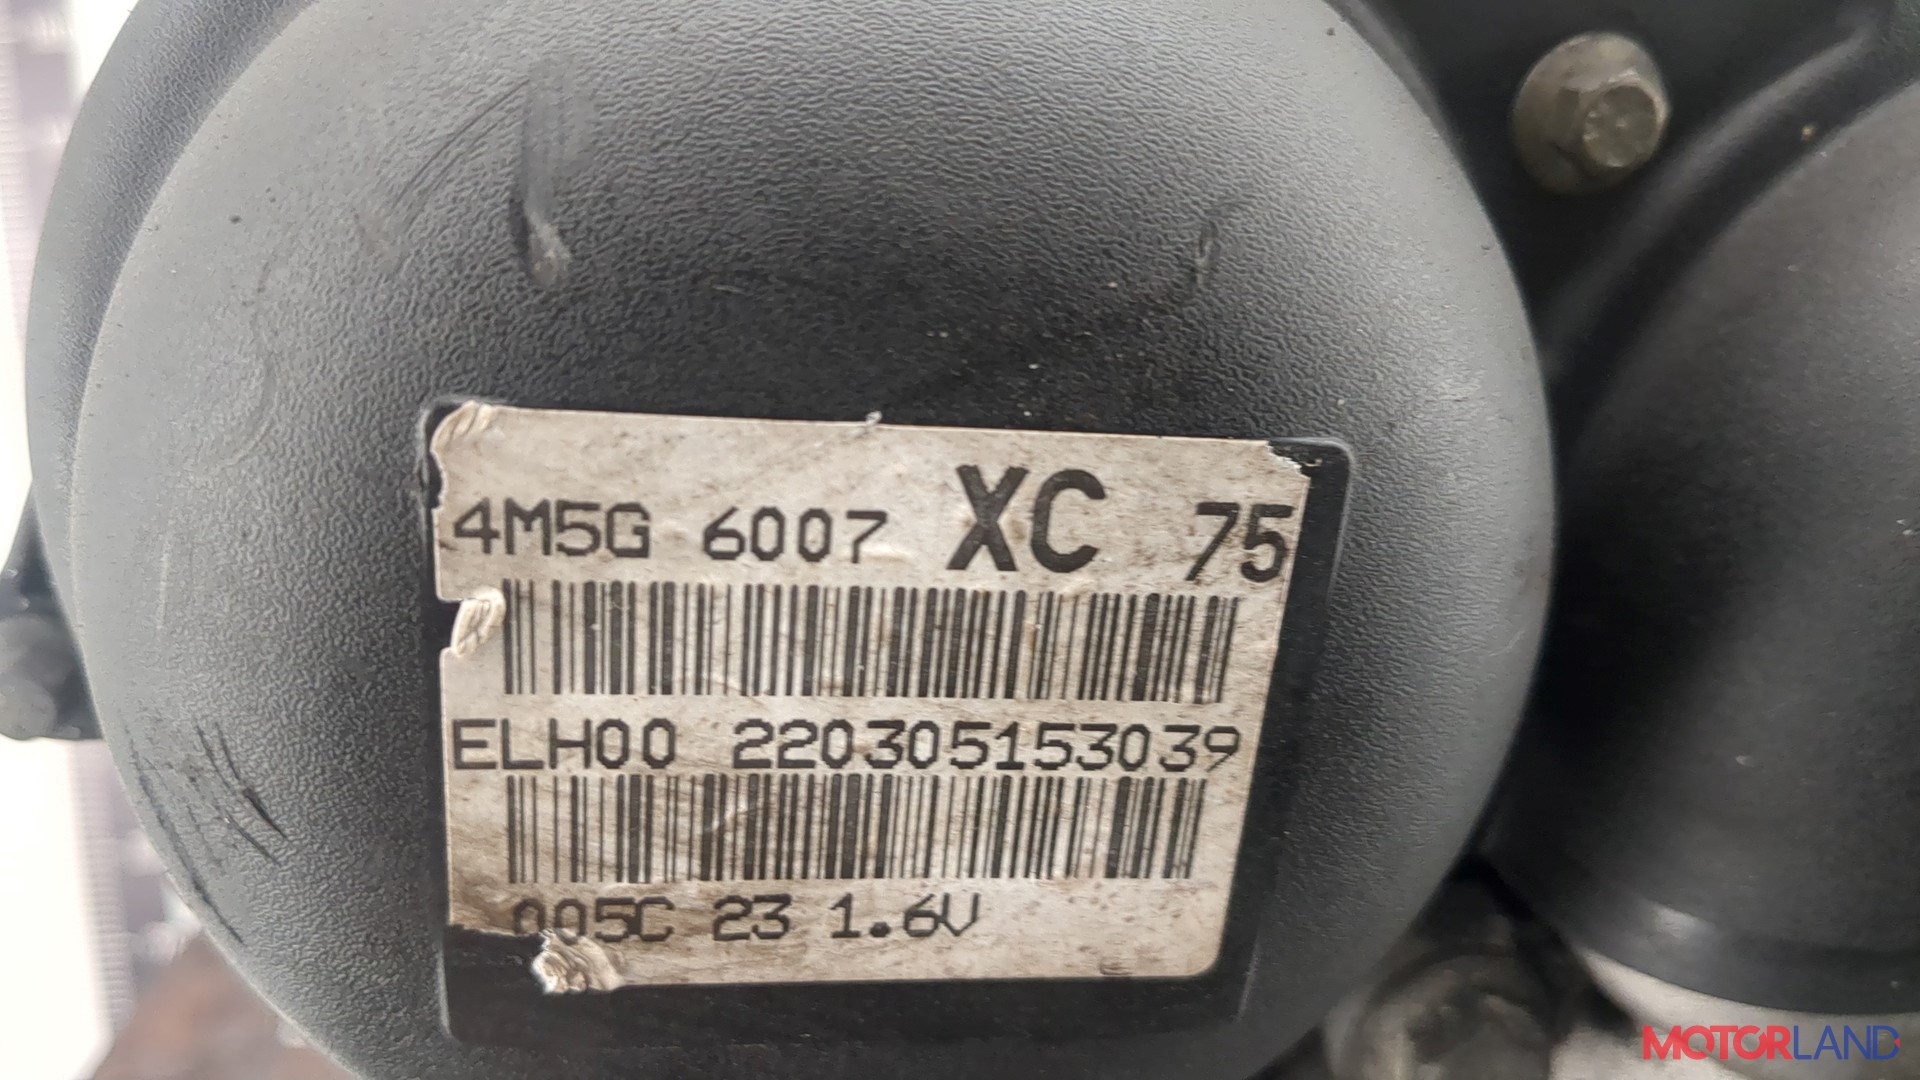 4M5G 6007 XC 75
ELH00 220305153039
005C 23 1.6V
MOTORLAND